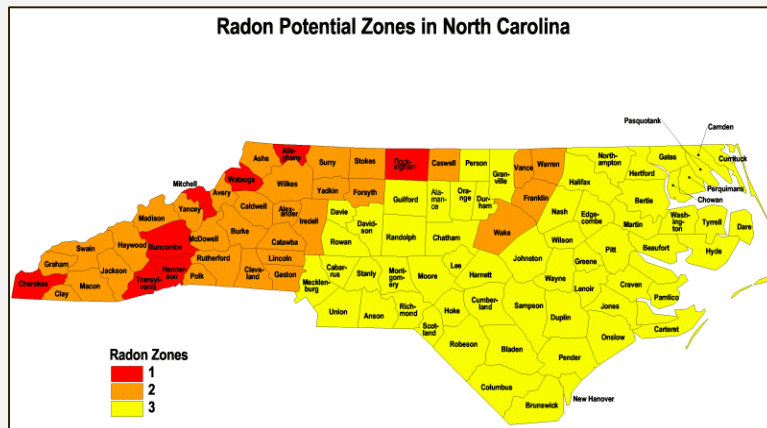 Radon Potential Zones in North Carolina
Pasquotank
Camden
Ashe
Alle-
ghany
Surry
Stokes
Rock-
ingham
Caswell
Person
Gran-
ville
Vance
Warren
North-
ampton
Gates
Currituck
Mitchell
Watauga
Wilkes
Yadkin
Forsyth
Guilford
Ala-
mance
Or-
ange
Dur-
ham
Franklin
Halifax
Hertford
Perquimans
Chowan
Avery
Yancey
Caldwell
Alex-
ander
Iredell
Davie
David-
son
Nash
Edge-
combe
Bertie
Martin
Wash-
ington
Tyrrell
Dare
Madison
Buncombe
McDowell
Burke
Catawba
Rowan
Randolph
Chatham
Wake
Wilson
Pitt
Beaufort
Hyde
Swain
Haywood
Rutherford
Lincoln
Graham
Jackson
Hender-
son
Polk
Cleve-
land
Gaston
Mecklen-
burg
Cabar-
rus
Stanly
Mont-
gomery
Moore
Lee
Harnett
Johnston
Wayne
Greene
Lenoir
Craven
Pamlico
Cherokee
Clay
Macon
Transyl-
vania
Union
Anson
Rich-
mond
Scot-
land
Hoke
Cumber-
land
Sampson
Duplin
Jones
Carteret
Onslow
Robeson
Bladen
Pender
Columbus
Brunswick
New Hanover
Radon Zones
1
2
3